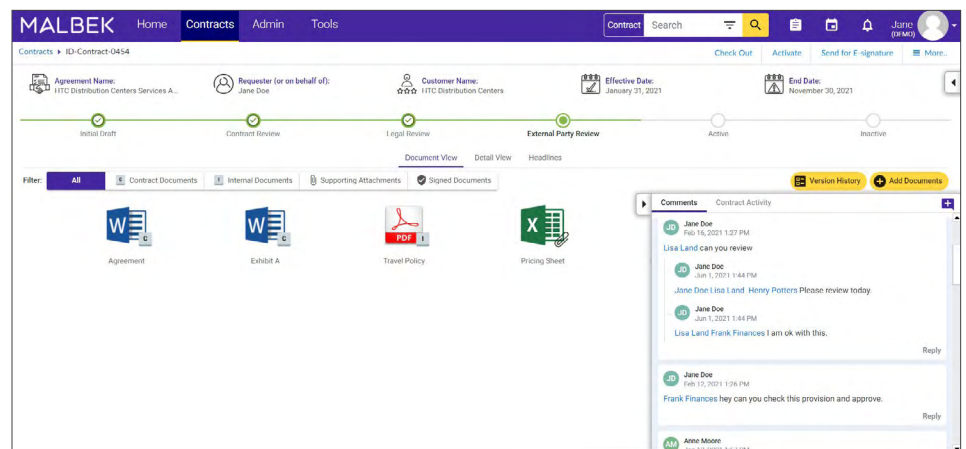 MALBEK Home Contracts Admin Tools Contract Search Jane
(DEMO)
Contracts ID-Contract-0454 Check Out Activate Send for E-signature More..
Agreement Name: Requester (or on behalf of): Customer Name: Effective Date: End Date:
HTC Distribution Centers Services A... Jane Doe HTC Distribution Centers January 31, 2021 November 30, 2021
Initial Draft Contract Review Legal Review External Party Review Active Inactive
Document View Detail View Headlines
Filter: All C Contract Documents I Internal Documents Supporting Attachments Signed Documents Version History Add Documents
Comments Contract Activity
W C W C PDF I X
Agreement Exhibit A Travel Policy Pricing Sheet
JD Jane Doe
Feb 16, 2021 1:27 PM
Lisa Land can you review
JD Jane Doe
Jun 1, 2021 1:44 PM
Jane Doe Lisa Land Henry Potters Please review today.
JD Jane Doe
Jun 1, 2021 1:44 PM
Lisa Land Frank Finances I am ok with this.
Reply
JD Jane Doe
Feb 12, 2021 1:26 PM
Frank Finances hey can you check this provision and approve.
Reply
AM Anne Moore